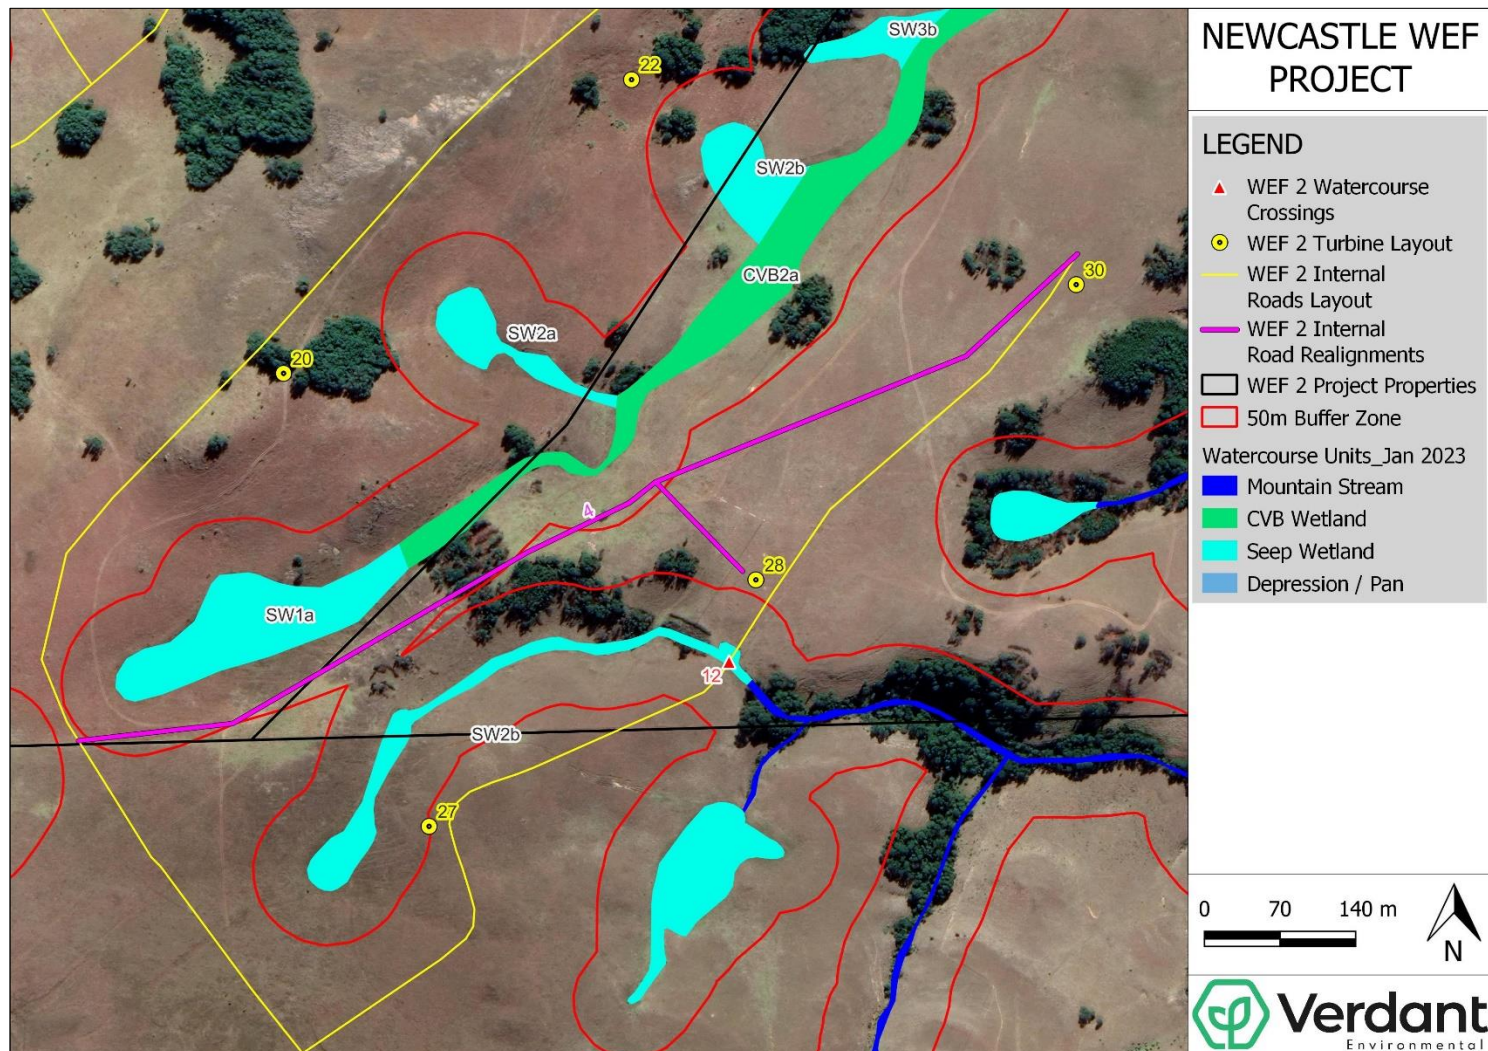 NEWCASTLE WEF
PROJECT
LEGEND
WEF 2 Watercourse
Crossings
WEF 2 Turbine Layout
WEF 2 Internal
Roads Layout
WEF 2 Internal
Road Realignments
WEF 2 Project Properties
50m Buffer Zone
Watercourse Units_Jan 2023
Mountain Stream
CVB Wetland
Seep Wetland
Depression / Pan
0 70 140 m
N
Verdant
Environmental
SW3b
22
SW2b
CVB2a
30
SW2a
20
4
28
SW1a
12
SW2b
27